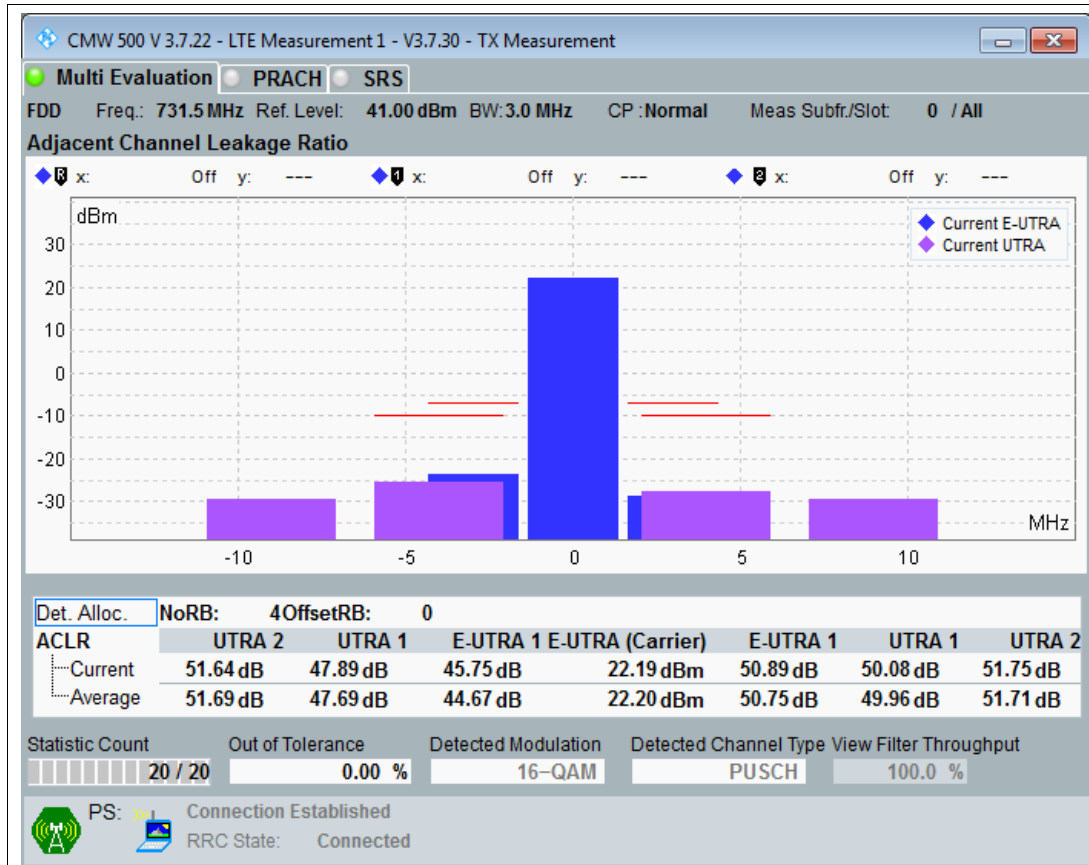 CMW 500 V 3.7.22 - LTE Measurement 1 - V3.7.30 - TX Measurement
Multi Evaluation PRACH SRS
FDD Freq.: 731.5 MHz Ref. Level: 41.00 dBm BW: 3.0 MHz CP : Normal Meas Subfr./Slot: 0 / All
Adjacent Channel Leakage Ratio
R x: Off y: --- 1 x: Off y: --- 2 x: Off y: ---
dBm
Current E-UTRA
Current UTRA
30
20
10
0
-10
-20
-30
MHz
-10 -5 0 5 10
Det. Alloc. NoRB: 4 OffsetRB: 0
ACLR UTRA 2 UTRA 1 E-UTRA 1 E-UTRA (Carrier) E-UTRA 1 UTRA 1 UTRA 2
Current 51.64 dB 47.89 dB 45.75 dB 22.19 dBm 50.89 dB 50.08 dB 51.75 dB
Average 51.69 dB 47.69 dB 44.67 dB 22.20 dBm 50.75 dB 49.96 dB 51.71 dB
Statistic Count Out of Tolerance Detected Modulation Detected Channel Type View Filter Throughput
20 / 20 0.00 % 16-QAM PUSCH 100.0 %
PS: Connection Established
RRC State: Connected